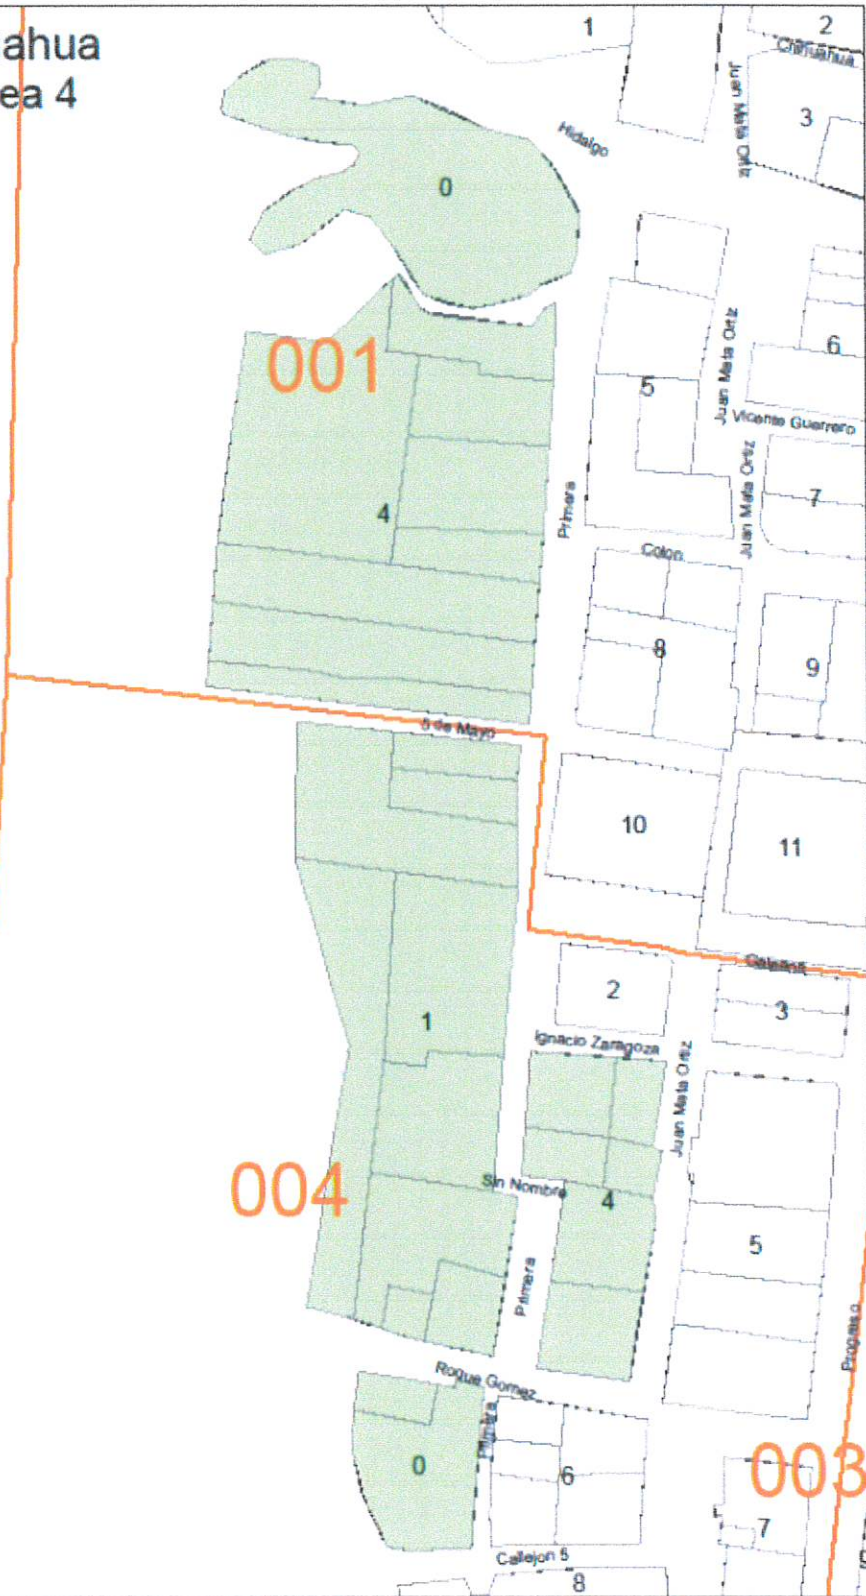 ahua
ea 4
1
2
Chihuahua
Juan Mata Ortiz
3
Hidalgo
0
001
Juan Mata Ortiz
6
5
Vicente Guerrero
4
Primera
Juan Mata Ortiz
7
Colon
8
9
5 de Mayo
10
11
2
3
1
Ignacio Zaragoza
Juan Mata Ortiz
004
Sin Nombre
4
5
Primera
Progreso
Roque Gomez
Primera
0
6
003
7
Callejon 5
8